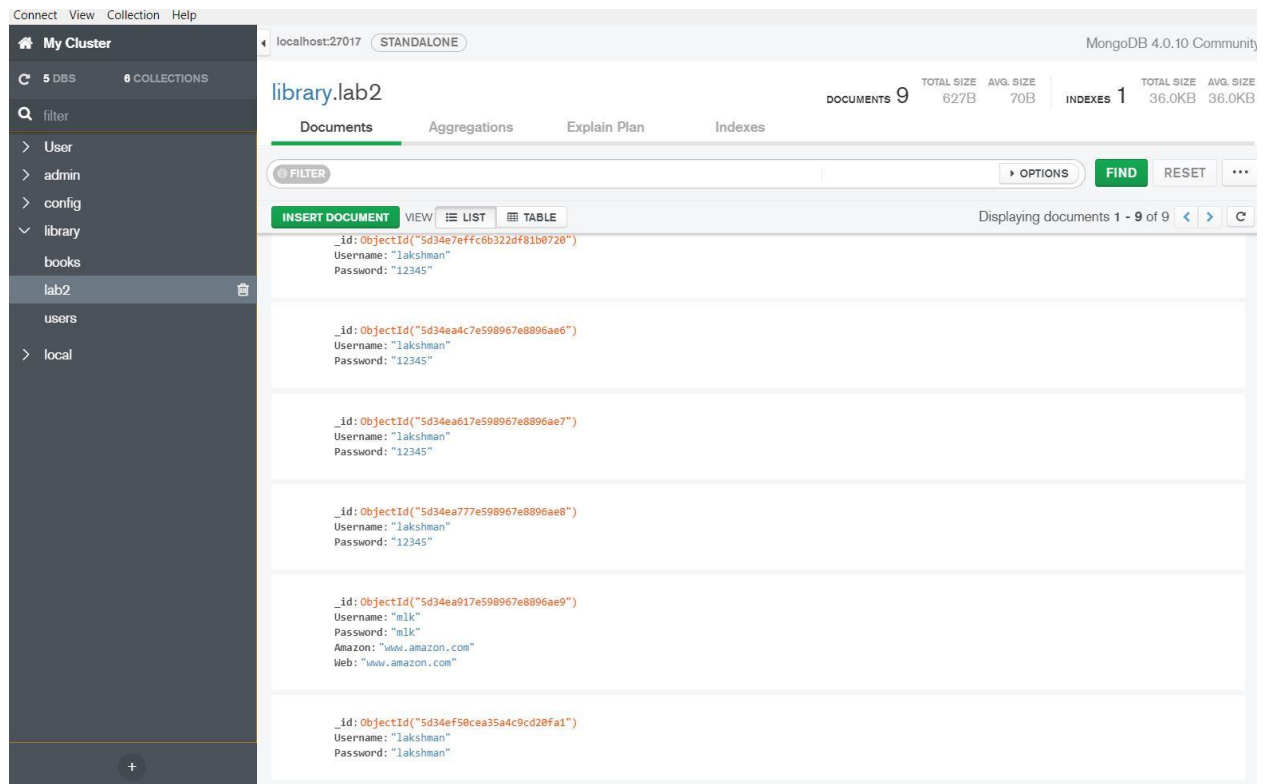 Connect View Collection Help
My Cluster
5 DBS 6 COLLECTIONS
filter
User
admin
config
library
books
lab2
users
local
localhost:27017 STANDALONE MongoDB 4.0.10 Community
library.lab2
DOCUMENTS 9 TOTAL SIZE 627B AVG. SIZE 70B INDEXES 1 TOTAL SIZE 36.0KB AVG. SIZE 36.0KB
Documents Aggregations Explain Plan Indexes
FILTER OPTIONS FIND RESET ...
INSERT DOCUMENT VIEW LIST TABLE Displaying documents 1 - 9 of 9
_id: ObjectId("5d34e7effc6b322df81b0720")
Username: "lakshman"
Password: "12345"
_id: ObjectId("5d34ea4c7e598967e8896ae6")
Username: "lakshman"
Password: "12345"
_id: ObjectId("5d34ea617e598967e8896ae7")
Username: "lakshman"
Password: "12345"
_id: ObjectId("5d34ea777e598967e8896ae8")
Username: "lakshman"
Password: "12345"
_id: ObjectId("5d34ea917e598967e8896ae9")
Username: "mlk"
Password: "mlk"
Amazon: "www.amazon.com"
Web: "www.amazon.com"
_id: ObjectId("5d34ef50cea35a4c9cd20fa1")
Username: "lakshman"
Password: "lakshman"